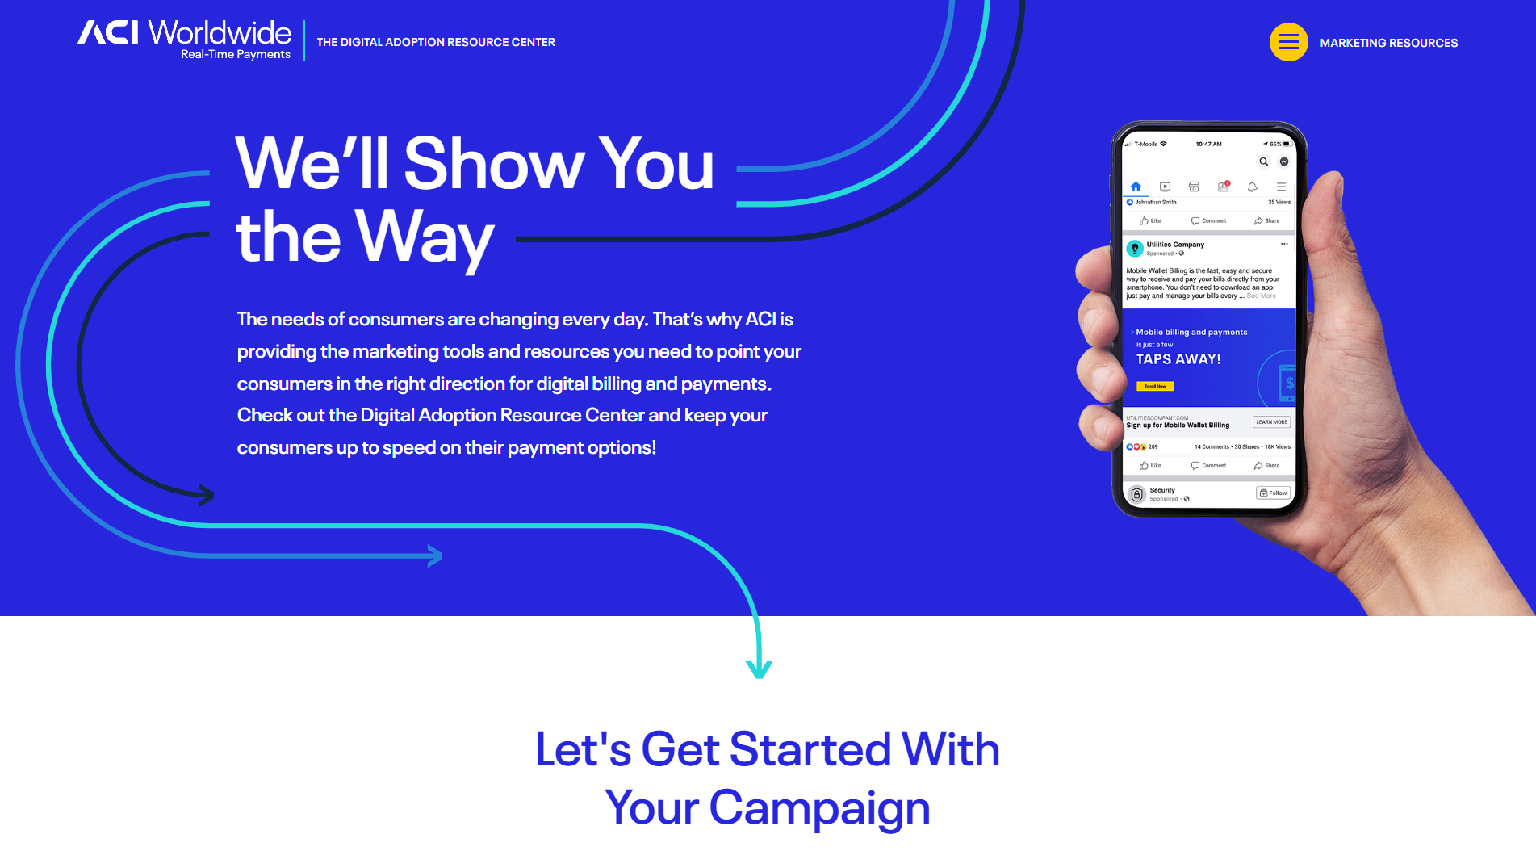 ACI Worldwide
Real-Time Payments
THE DIGITAL ADOPTION RESOURCE CENTER
MARKETING RESOURCES
We’ll Show You
the Way
The needs of consumers are changing every day. That’s why ACI is
providing the marketing tools and resources you need to point your
consumers in the right direction for digital billing and payments.
Check out the Digital Adoption Resource Center and keep your
consumers up to speed on their payment options!
T-Mobile
10:47 AM
65%
Johnathan Smith
75 Views
Like
Comment
Share
Utilities Company
Sponsored
Mobile Wallet Billing is the fast, easy and secure
way to receive and pay your bills directly from your
smartphone. You don't need to download an app
just pay and manage your bills every ... See More
Mobile billing and payments
is just a few
TAPS AWAY!
Enroll Now
$
UTILITIESCOMPANY.COM
Sign up for Mobile Wallet Billing
LEARN MORE
14 Comments • 30 Shares • 18K Views
Like
Comment
Share
Security
Sponsored
Follow
Let's Get Started With
Your Campaign